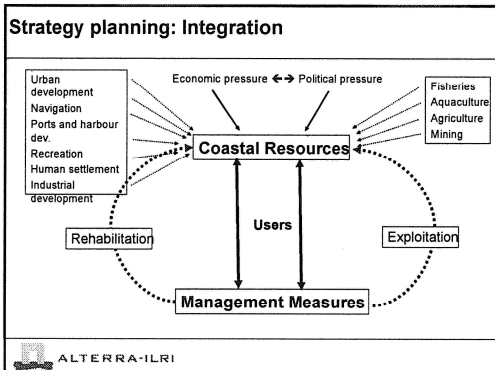 Strategy planning: Integration
Urban
development
Navigation
Ports and harbour
dev.
Recreation
Human settlement
Industrial
development
Economic pressure ↔ Political pressure
Fisheries
Aquaculture
Agriculture
Mining
Coastal Resources
Users
Rehabilitation
Exploitation
Management Measures
ALTERRA-ILRI